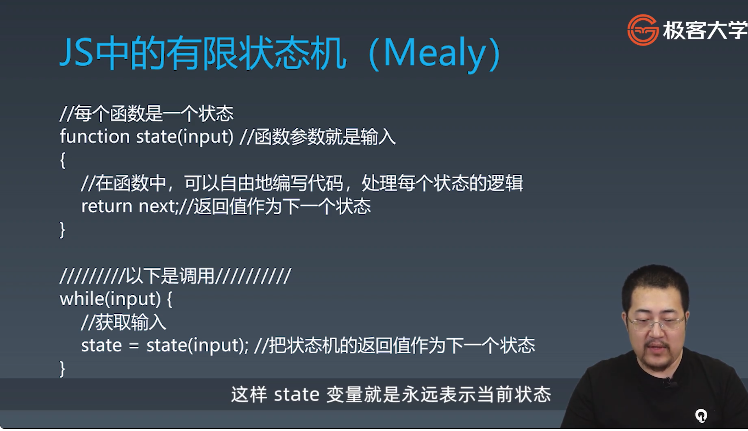 极客大学
JS中的有限状态机（Mealy）
//每个函数是一个状态
function state(input) //函数参数就是输入
{
//在函数中，可以自由地编写代码，处理每个状态的逻辑
return next;//返回值作为下一个状态
}
/////////以下是调用//////////
while(input) {
//获取输入
state = state(input); //把状态机的返回值作为下一个状态
}
这样 state 变量就是永远表示当前状态